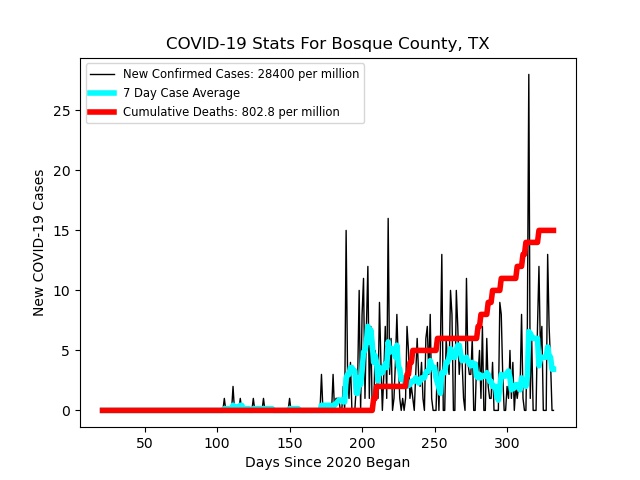 COVID-19 Stats For Bosque County, TX
New Confirmed Cases: 28400 per million
7 Day Case Average
Cumulative Deaths: 802.8 per million
New COVID-19 Cases
25
20
15
10
5
0
50
100
150
200
250
300
Days Since 2020 Began